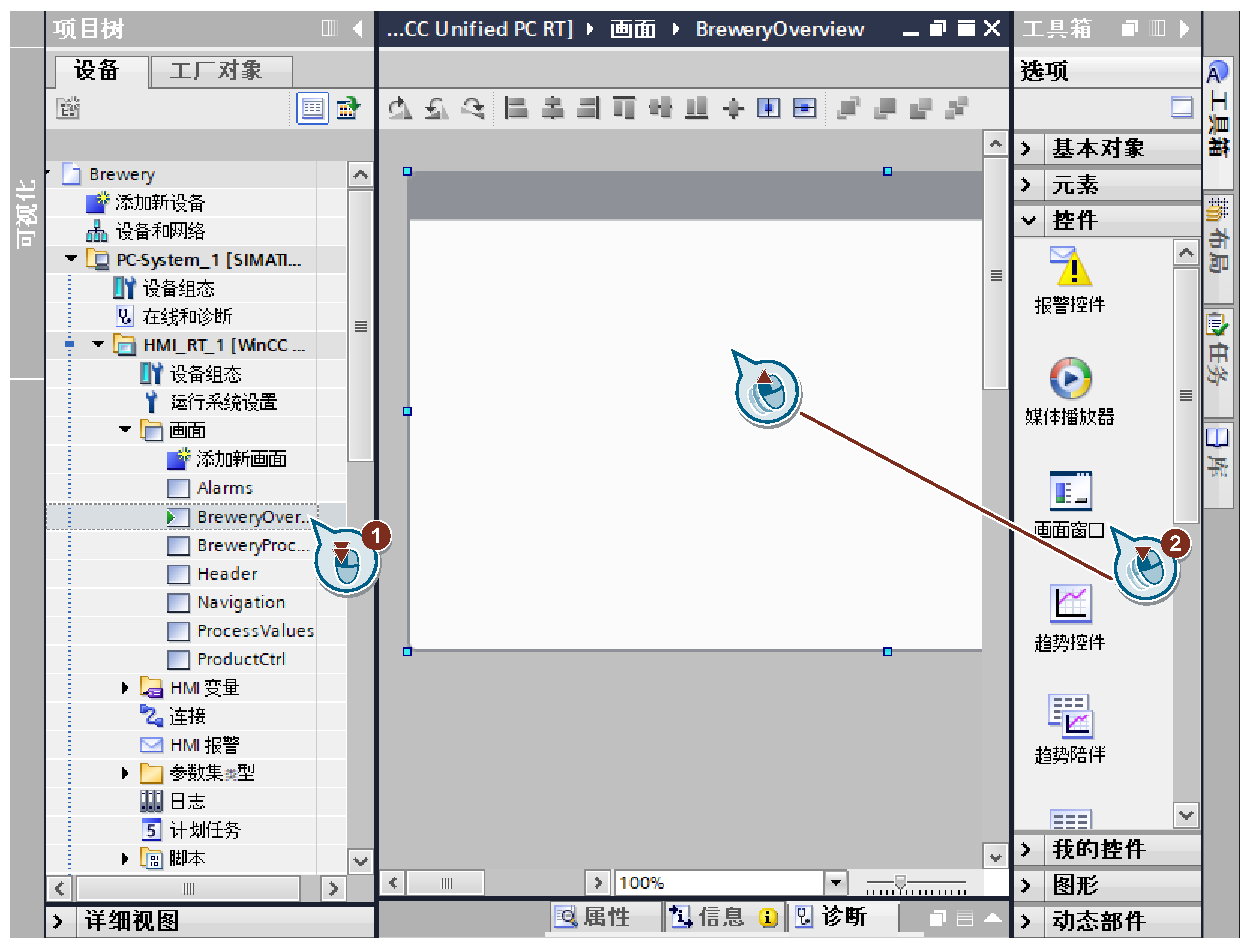 项目树
设备
工厂对象
可视化
Brewery
添加新设备
设备和网络
PC-System_1 [SIMATI...
设备组态
在线和诊断
HMI_RT_1 [WinCC ...
设备组态
运行系统设置
画面
添加新画面
Alarms
BreweryOver...
BreweryProc...
Header
Navigation
ProcessValues
ProductCtrl
HMI 变量
连接
HMI 报警
参数集类型
日志
计划任务
脚本
详细视图
1
...CC Unified PC RT]
画面
BreweryOverview
100%
属性
信息
诊断
工具箱
选项
基本对象
元素
控件
报警控件
媒体播放器
画面窗口
2
趋势控件
趋势陪伴
我的控件
图形
动态部件
工具箱
布局
任务
库